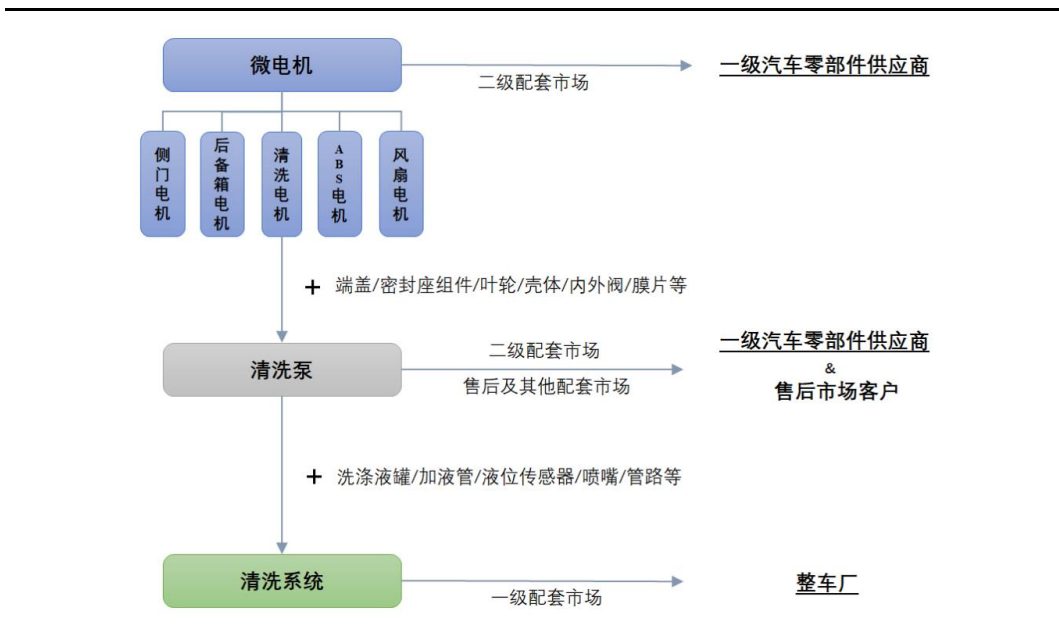 微电机
二级配套市场
一级汽车零部件供应商
侧门电机
后备箱电机
清洗电机
ABS电机
风扇电机
+ 端盖/密封座组件/叶轮/壳体/内外阀/膜片等
清洗泵
二级配套市场
售后及其他配套市场
一级汽车零部件供应商
&
售后市场客户
+ 洗涤液罐/加液管/液位传感器/喷嘴/管路等
清洗系统
一级配套市场
整车厂